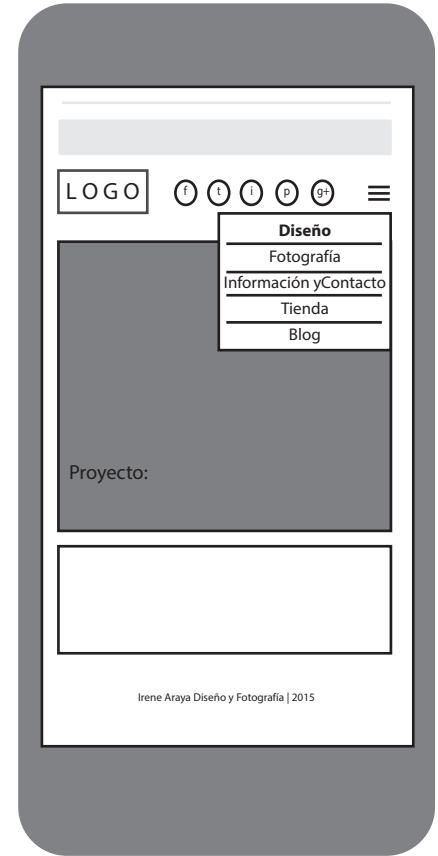 LOGO f t i p g+
Diseño
Fotografía
Información yContacto
Tienda
Blog
Proyecto:
Irene Araya Diseño y Fotografía | 2015